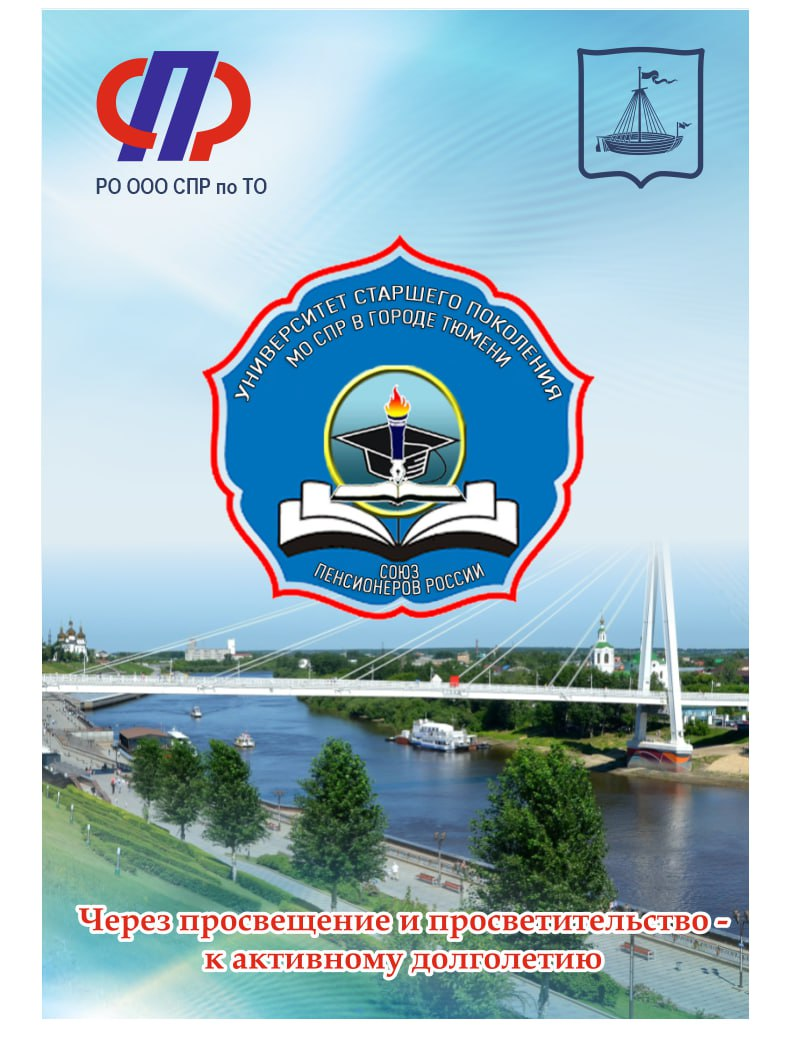 СПР
РО ООО СПР по ТО
УНИВЕРСИТЕТ СТАРШЕГО ПОКОЛЕНИЯ
МО СПР В ГОРОДЕ ТЮМЕНИ
СОЮЗ
ПЕНСИОНЕРОВ РОССИИ
Через просвещение и просветительство -
к активному долголетию